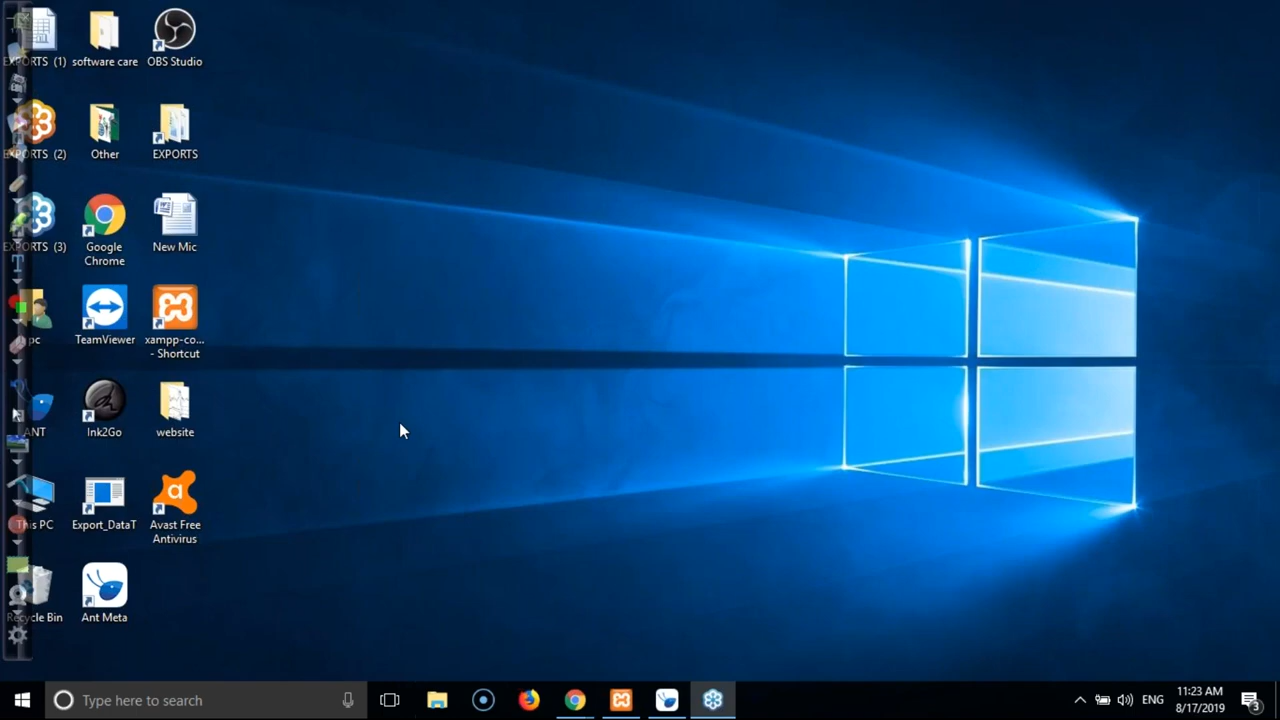 EXPORTS (1)
software care
OBS Studio
EXPORTS (2)
Other
EXPORTS
EXPORTS (3)
Google
Chrome
New Mic
pc
TeamViewer
xampp-co...
- Shortcut
ANT
Ink2Go
website
This PC
Export_DataT
Avast Free
Antivirus
Recycle Bin
Ant Meta
Type here to search
ENG
11:23 AM
8/17/2019
3